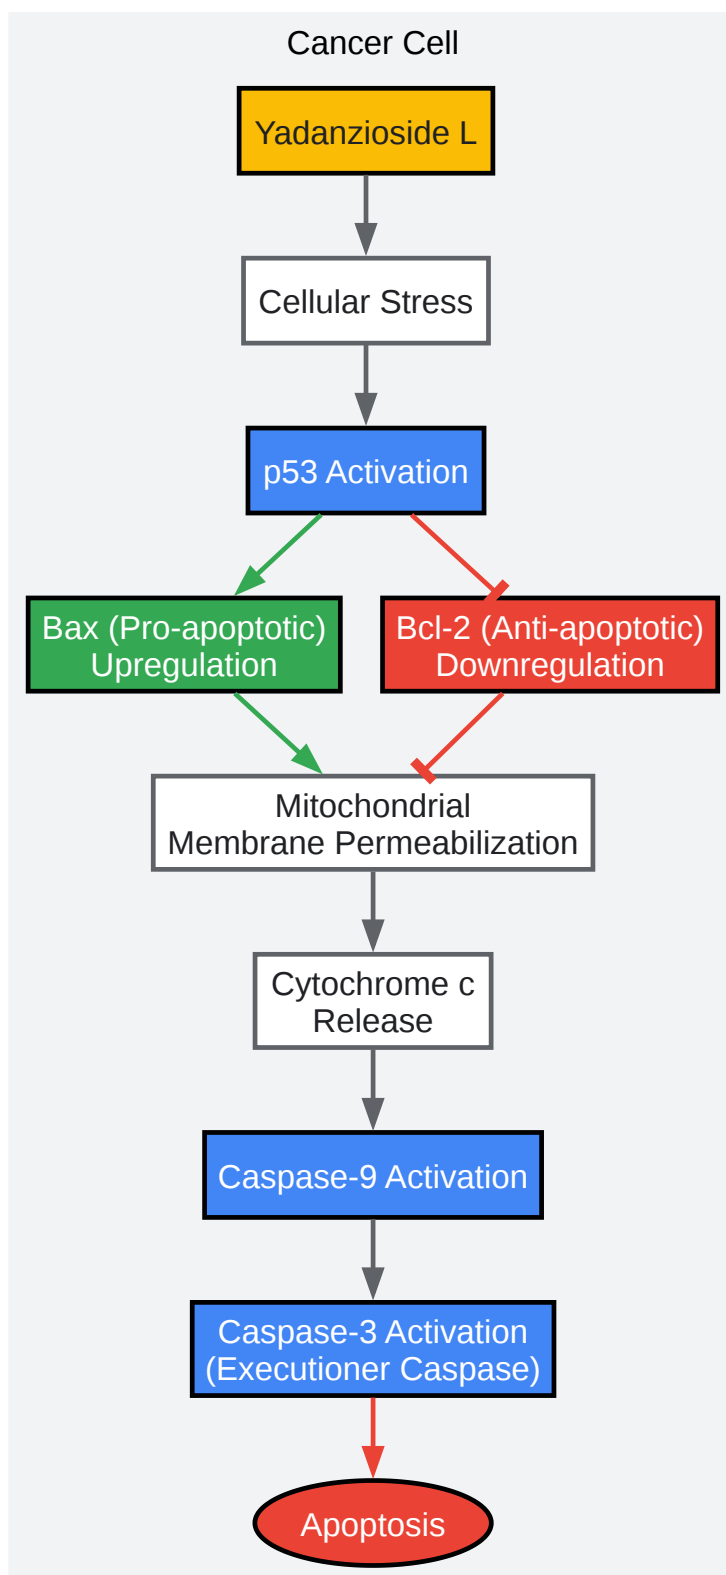 Cancer Cell
Yadanzioside L
Cellular Stress
p53 Activation
Bax (Pro-apoptotic)
Upregulation
Bcl-2 (Anti-apoptotic)
Downregulation
Mitochondrial
Membrane Permeabilization
Cytochrome c
Release
Caspase-9 Activation
Caspase-3 Activation
(Executioner Caspase)
Apoptosis